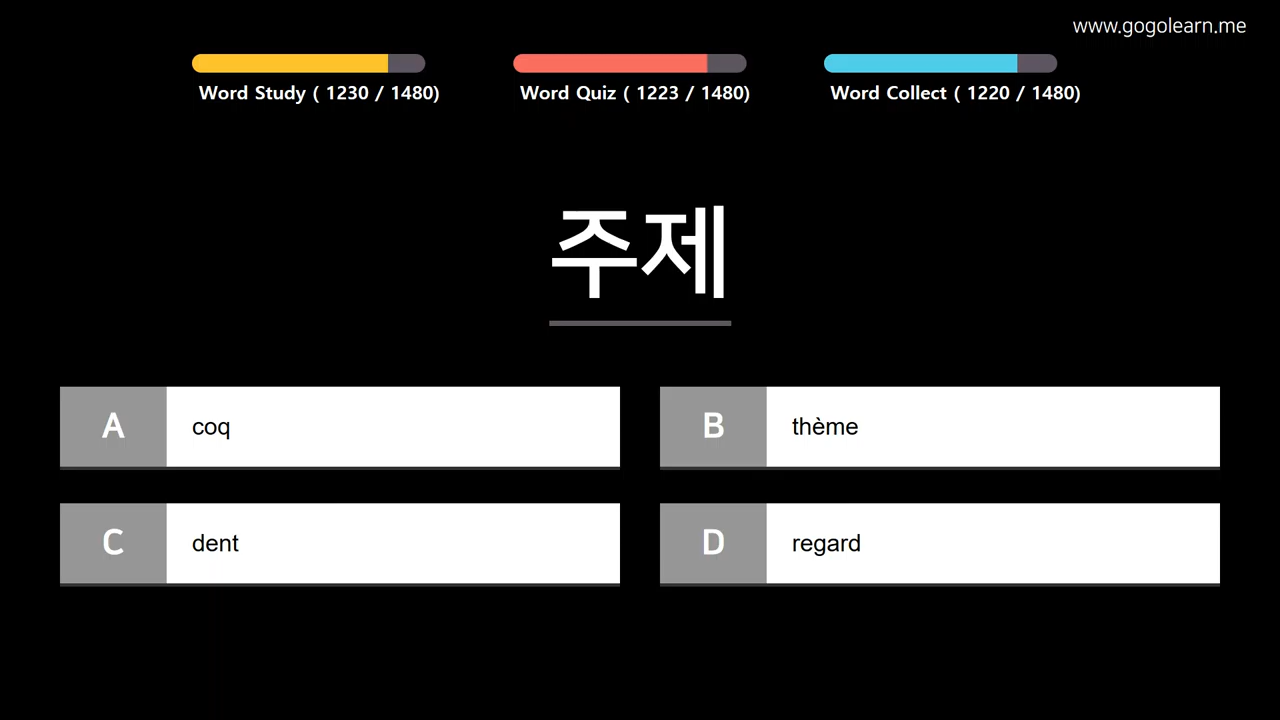 www.gogolearn.me
Word Study ( 1230 / 1480)
Word Quiz ( 1223 / 1480)
Word Collect ( 1220 / 1480)
주제
A coq
B thème
C dent
D regard